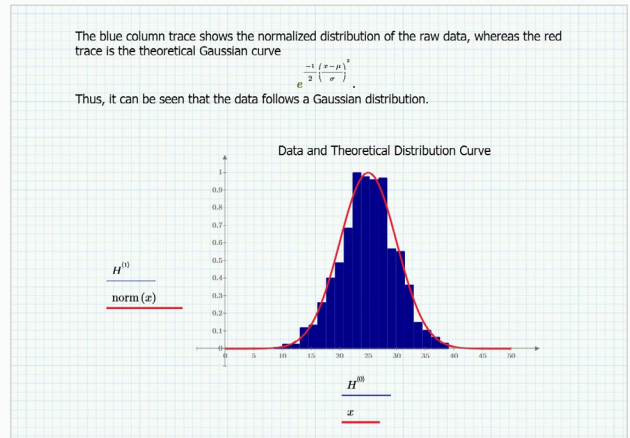 The blue column trace shows the normalized distribution of the raw data, whereas the red
trace is the theoretical Gaussian curve
e^(-1/2 ((x-μ)/σ)^2).
Thus, it can be seen that the data follows a Gaussian distribution.
Data and Theoretical Distribution Curve
1
0.9
0.8
0.7
0.6
0.5
0.4
0.3
0.2
0.1
0
H⟨1⟩
norm (x)
0 5 10 15 20 25 30 35 40 45 50
H⟨0⟩
x